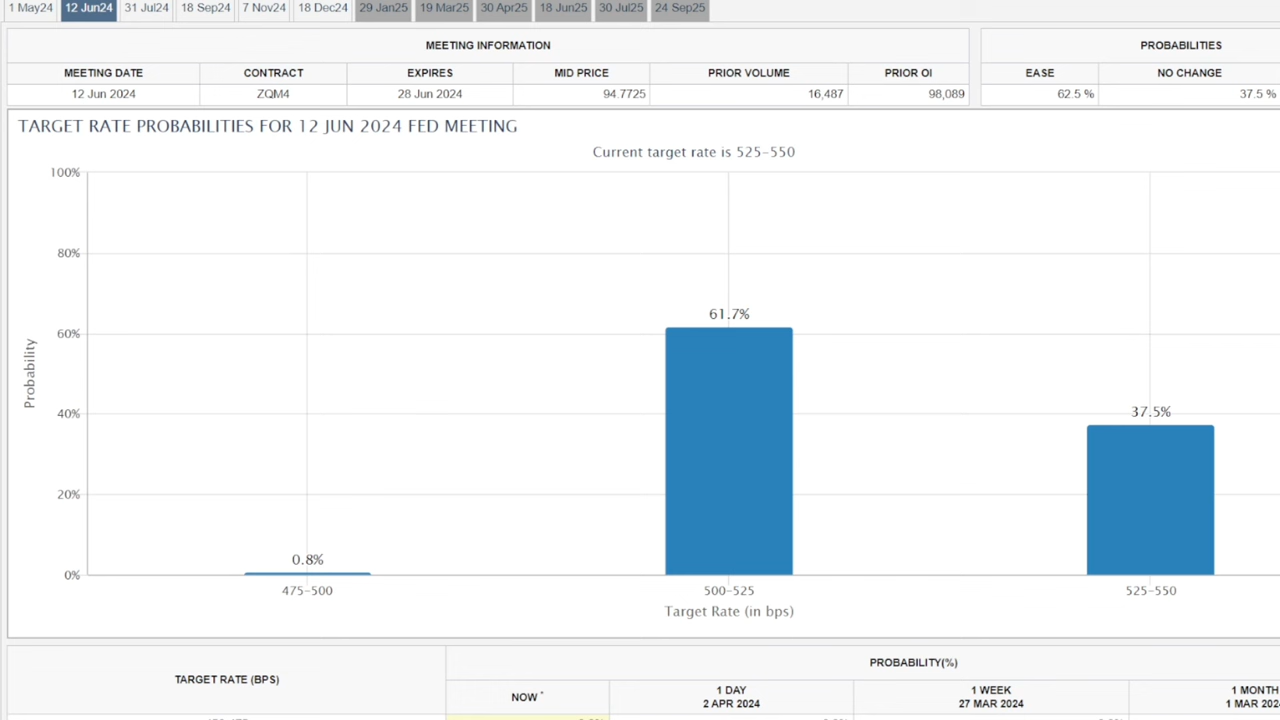 1 May24 12 Jun24 31 Jul24 18 Sep24 7 Nov24 18 Dec24 29 Jan25 19 Mar25 30 Apr25 18 Jun25 30 Jul25 24 Sep25
MEETING INFORMATION PROBABILITIES
MEETING DATE CONTRACT EXPIRES MID PRICE PRIOR VOLUME PRIOR OI EASE NO CHANGE
12 Jun 2024 ZQM4 28 Jun 2024 94.7725 16,487 98,089 62.5 % 37.5 %
TARGET RATE PROBABILITIES FOR 12 JUN 2024 FED MEETING
Current target rate is 525-550
100%
80%
61.7%
60%
Probability
40% 37.5%
20%
0.8%
0%
475-500 500-525 525-550
Target Rate (in bps)
TARGET RATE (BPS) PROBABILITY(%)
NOW * 1 DAY 1 WEEK 1 MONTH
2 APR 2024 27 MAR 2024 1 MAR 202